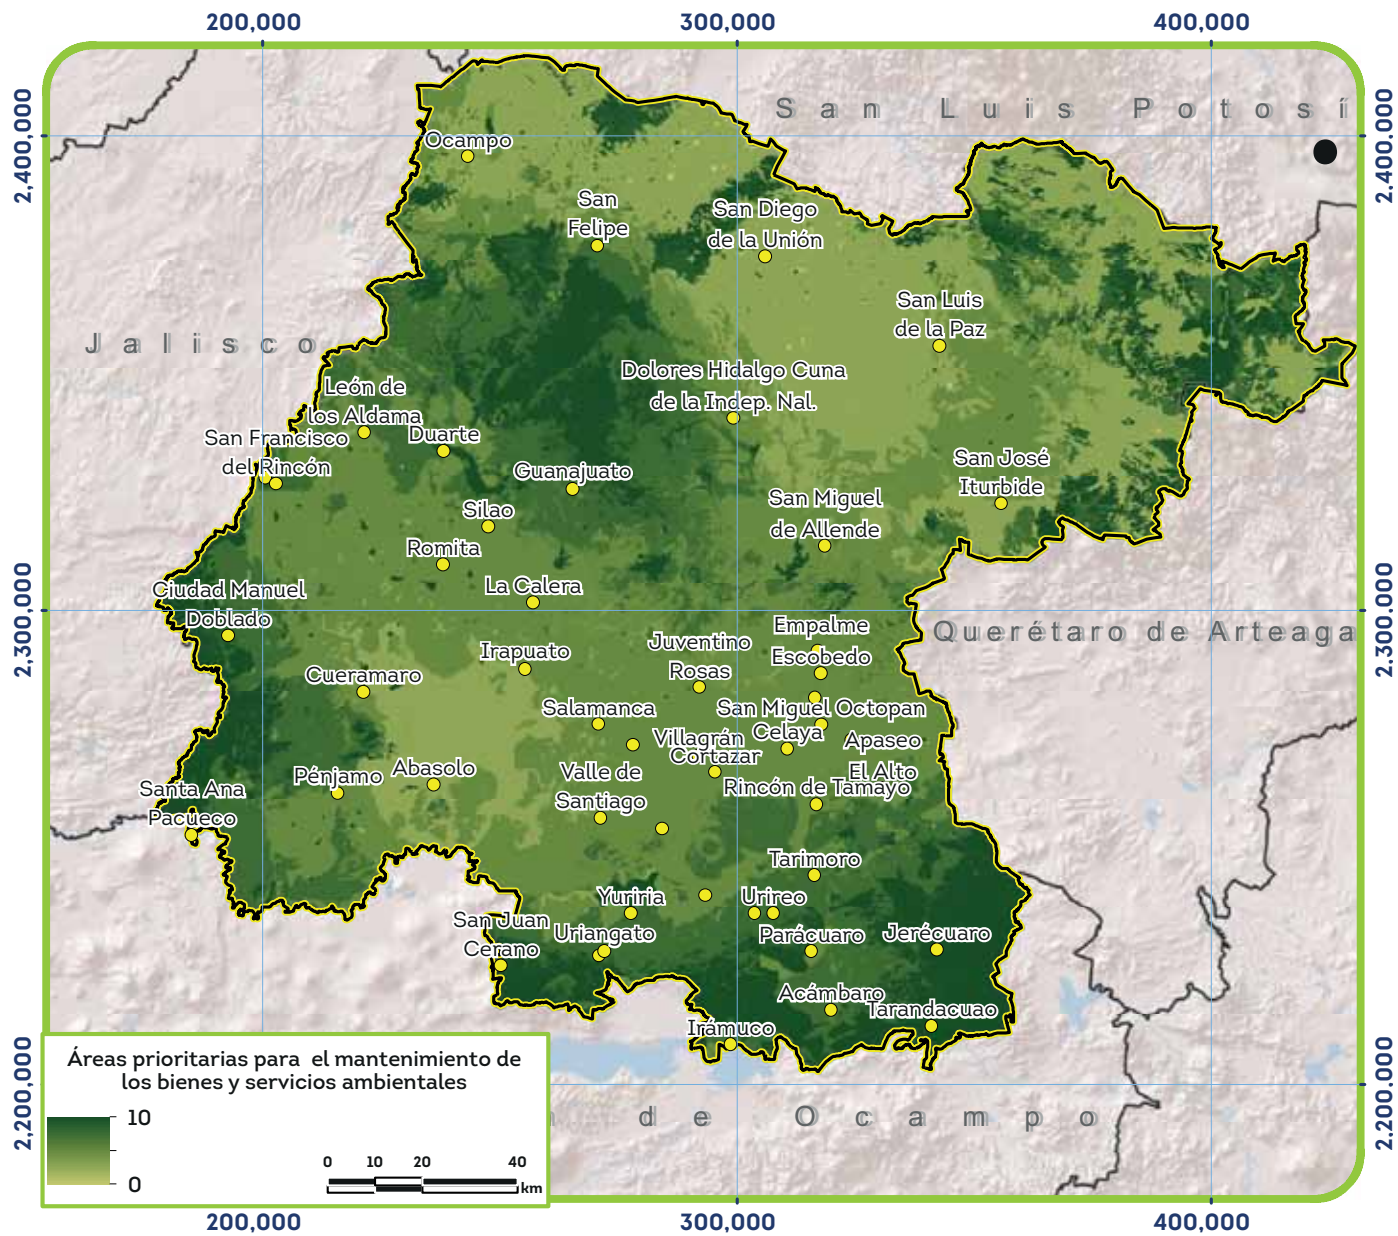 200,000
300,000
400,000
2,400,000
2,400,000
San Luis Potosí
Ocampo
San
Felipe
San Diego
de la Unión
San Luis
de la Paz
Jalisco
Dolores Hidalgo Cuna
de la Indep. Nal.
León de
los Aldama
Duarte
San Francisco
del Rincón
Guanajuato
San José
Iturbide
Silao
San Miguel
de Allende
Romita
La Calera
Ciudad Manuel
Doblado
2,300,000
2,300,000
Empalme
Escobedo
Querétaro de Arteaga
Juventino
Rosas
Irapuato
Cueramaro
Salamanca
San Miguel Octopan
Villagrán
Celaya
Apaseo
El Alto
Cortazar
Valle de
Santiago
Rincón de Tamayo
Pénjamo
Abasolo
Santa Ana
Pacueco
Tarimoro
Yuriria
Urireo
San Juan
Cerano
Uriangato
Parácuaro
Jerécuaro
Acámbaro
Tarandacuao
Irámuco
2,200,000
2,200,000
de Ocampo
Áreas prioritarias para el mantenimiento de
los bienes y servicios ambientales
10
0
0 10 20 40
km
200,000
300,000
400,000